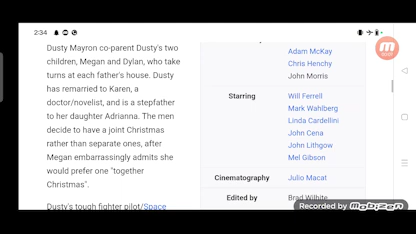 2:34
Dusty Mayron co-parent Dusty's two
children, Megan and Dylan, who take
turns at each father's house. Dusty
has remarried to Karen, a
doctor/novelist, and is a stepfather
to her daughter Adrianna. The men
decide to have a joint Christmas
rather than separate ones, after
Megan embarrassingly admits she
would prefer one "together
Christmas".
Dusty's tough fighter pilot/Space
Adam McKay
Chris Henchy
John Morris
Starring
Will Ferrell
Mark Wahlberg
Linda Cardellini
John Cena
John Lithgow
Mel Gibson
Cinematography
Julio Macat
Edited by
Brad Wilhite
Recorded by Mobizen